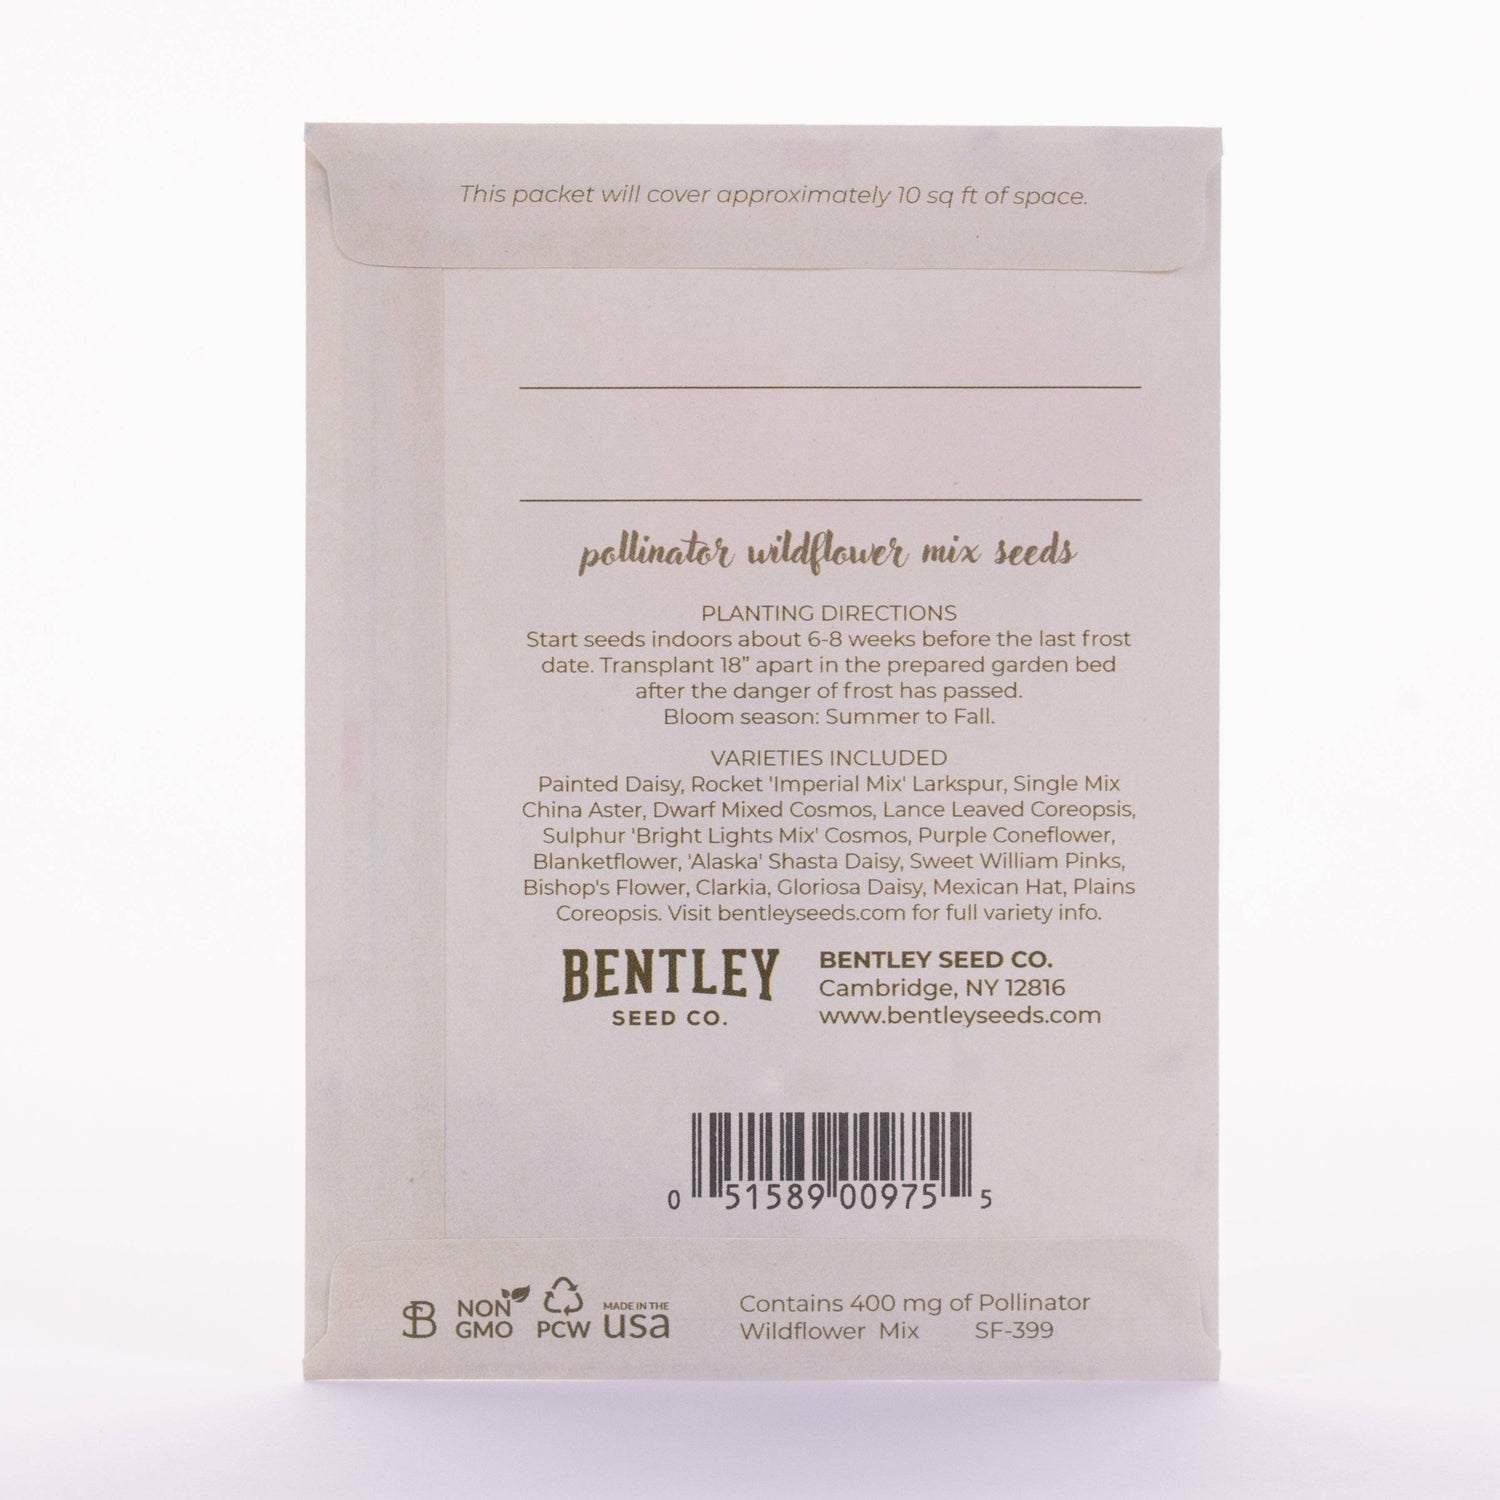 This packet will cover approximately 10 sq ft of space.
pollinator wildflower mix seeds
PLANTING DIRECTIONS
Start seeds indoors about 6-8 weeks before the last frost
date. Transplant 18” apart in the prepared garden bed
after the danger of frost has passed.
Bloom season: Summer to Fall.
VARIETIES INCLUDED
Painted Daisy, Rocket 'Imperial Mix' Larkspur, Single Mix
China Aster, Dwarf Mixed Cosmos, Lance Leaved Coreopsis,
Sulphur 'Bright Lights Mix' Cosmos, Purple Coneflower,
Blanketflower, 'Alaska' Shasta Daisy, Sweet William Pinks,
Bishop's Flower, Clarkia, Gloriosa Daisy, Mexican Hat, Plains
Coreopsis. Visit bentleyseeds.com for full variety info.
BENTLEY
SEED CO.
BENTLEY SEED CO.
Cambridge, NY 12816
www.bentleyseeds.com
0 51589 00975 5
NON
GMO
PCW
MADE IN THE
usa
Contains 400 mg of Pollinator
Wildflower Mix SF-399